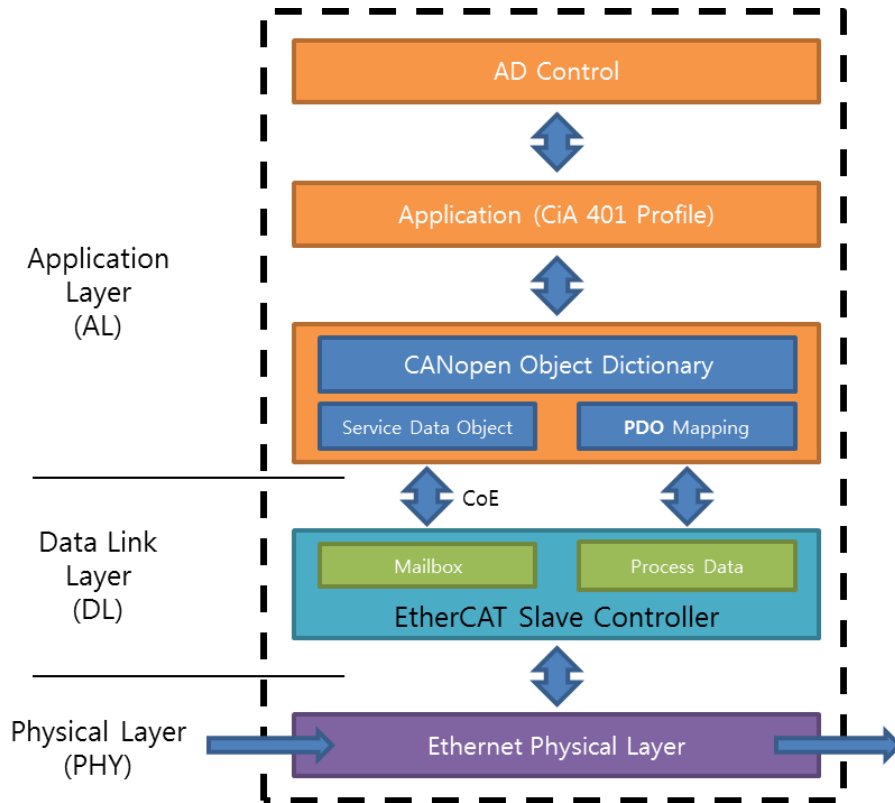 AD Control
Application (CiA 401 Profile)
Application
Layer
(AL)
CANopen Object Dictionary
Service Data Object
PDO Mapping
CoE
Data Link
Layer
(DL)
Mailbox
Process Data
EtherCAT Slave Controller
Physical Layer
(PHY)
Ethernet Physical Layer